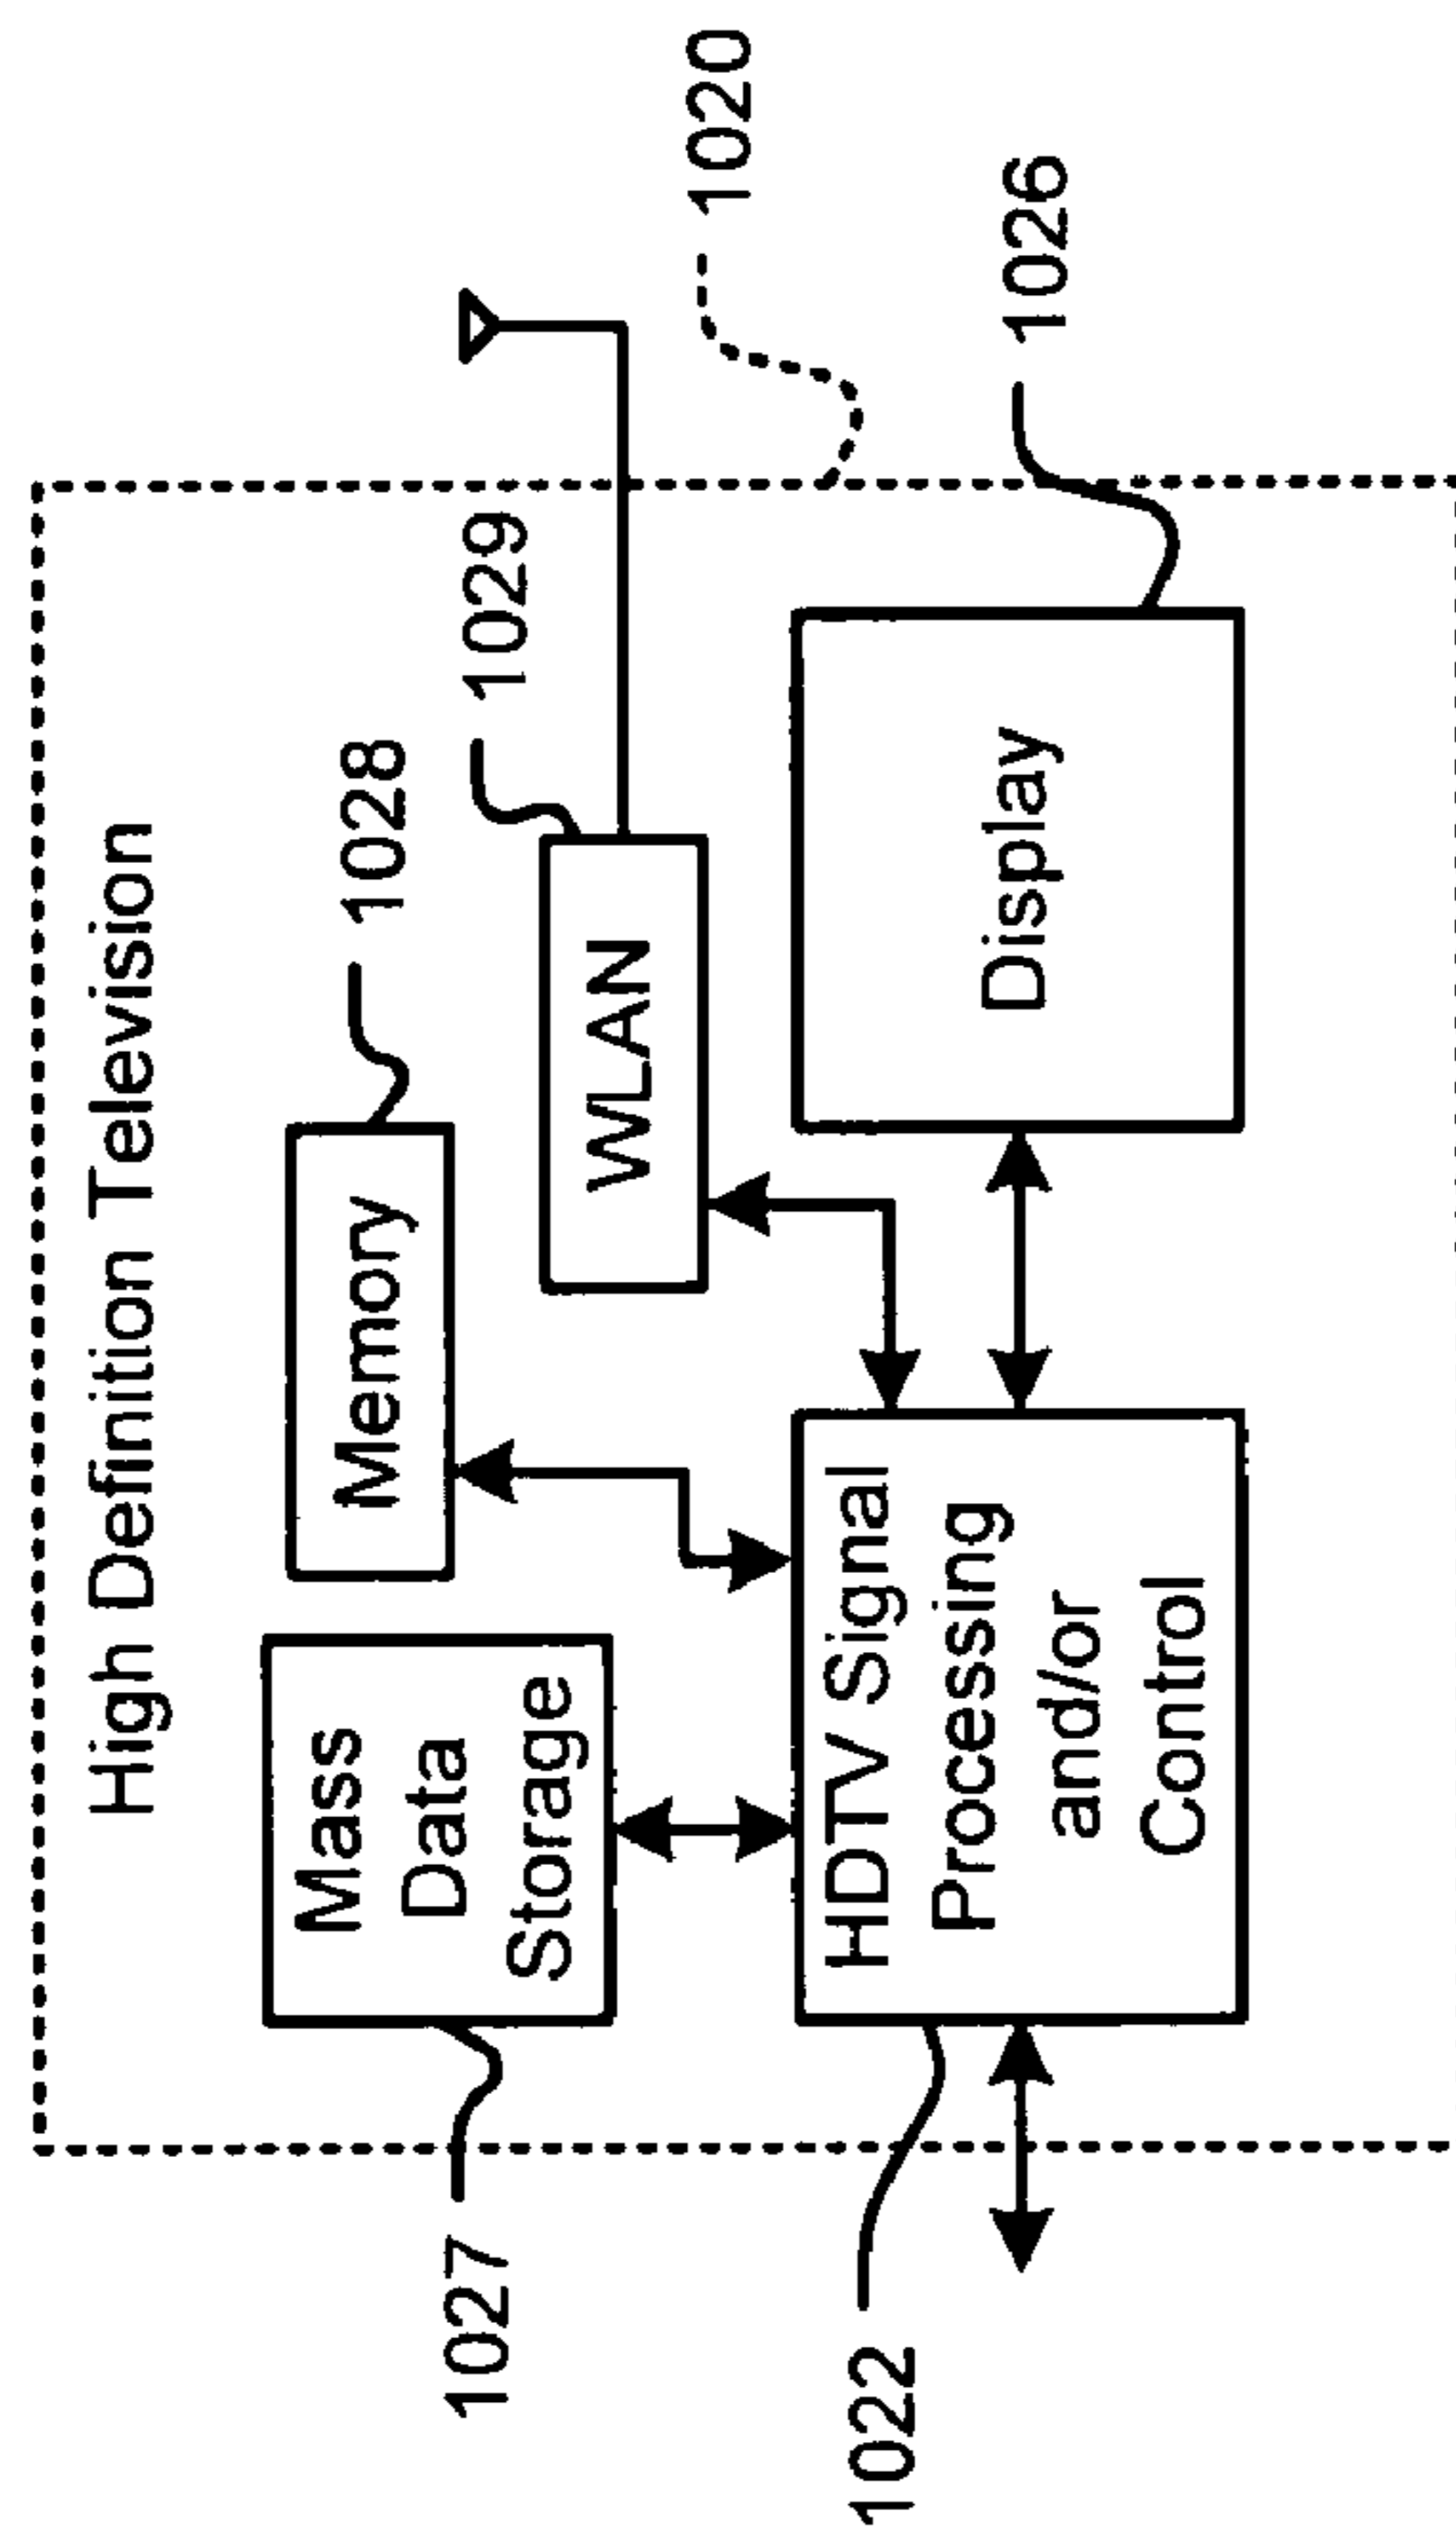 High Definition Television
1020
1027
Mass
Data
Storage
Memory
1028
WLAN
1029
1022
HDTV Signal
Processing
and/or
Control
Display
1026